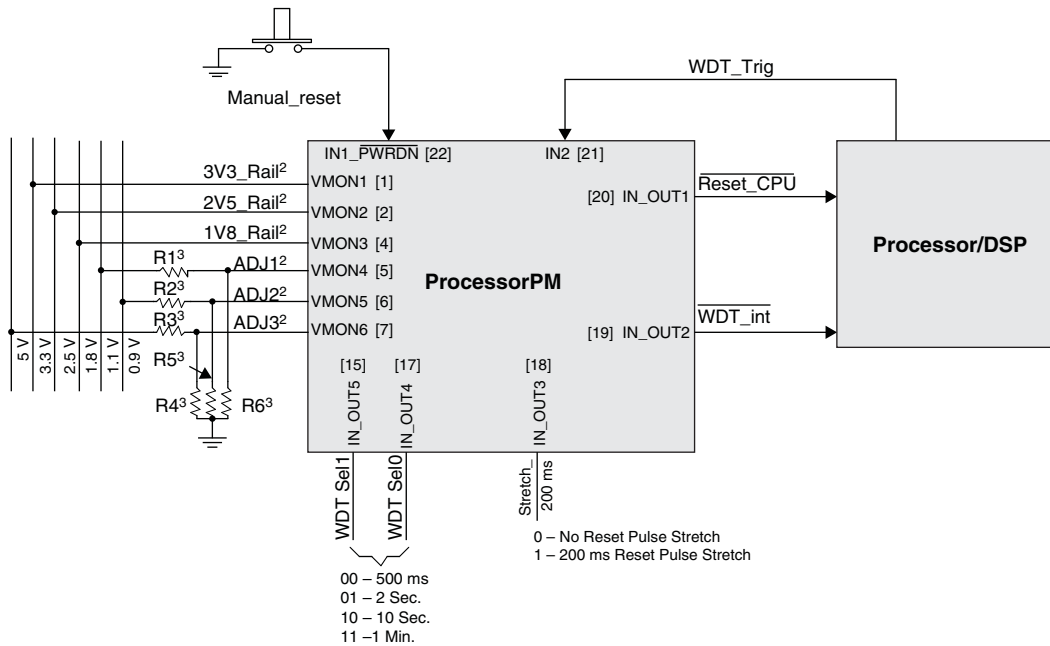 Manual_reset
WDT_Trig
IN1_PWRDN [22]
IN2 [21]
3V3_Rail²
VMON1 [1]
2V5_Rail²
VMON2 [2]
1V8_Rail²
VMON3 [4]
R1³
ADJ1²
VMON4 [5]
R2³
ADJ2²
VMON5 [6]
R3³
ADJ3²
VMON6 [7]
ProcessorPM
[20] IN_OUT1
Reset_CPU
[19] IN_OUT2
WDT_int
Processor/DSP
5 V
3.3 V
2.5 V
1.8 V
1.1 V
0.9 V
R5³
R4³
R6³
[15]
IN_OUT5
[17]
IN_OUT4
[18]
IN_OUT3
WDT Sel1
WDT Sel0
Stretch_
200 ms
0 – No Reset Pulse Stretch
1 – 200 ms Reset Pulse Stretch
00 – 500 ms
01 – 2 Sec.
10 – 10 Sec.
11 –1 Min.